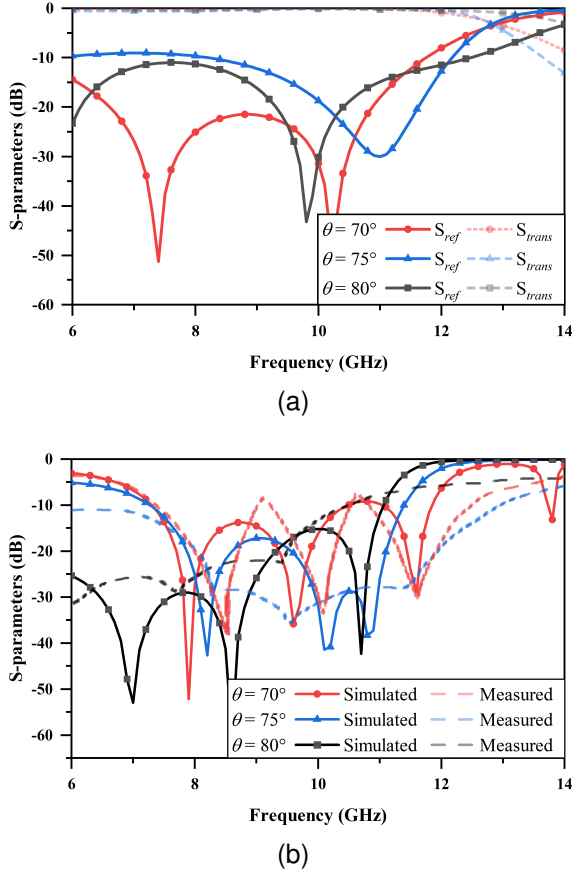 0
-10
-20
-30
-40
-50
-60
S-parameters (dB)
θ = 70° S_ref S_trans
θ = 75° S_ref S_trans
θ = 80° S_ref S_trans
6 8 10 12 14
Frequency (GHz)
(a)
0
-10
-20
-30
-40
-50
-60
S-parameters (dB)
θ = 70° Simulated Measured
θ = 75° Simulated Measured
θ = 80° Simulated Measured
6 8 10 12 14
Frequency (GHz)
(b)